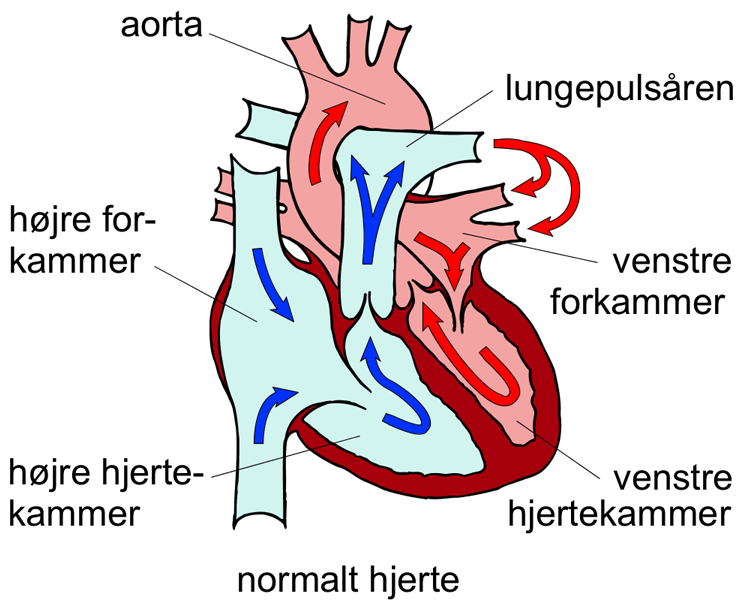 aorta
lungepulsåren
højre for-
kammer
venstre
forkammer
højre hjerte-
kammer
venstre
hjertekammer
normalt hjerte